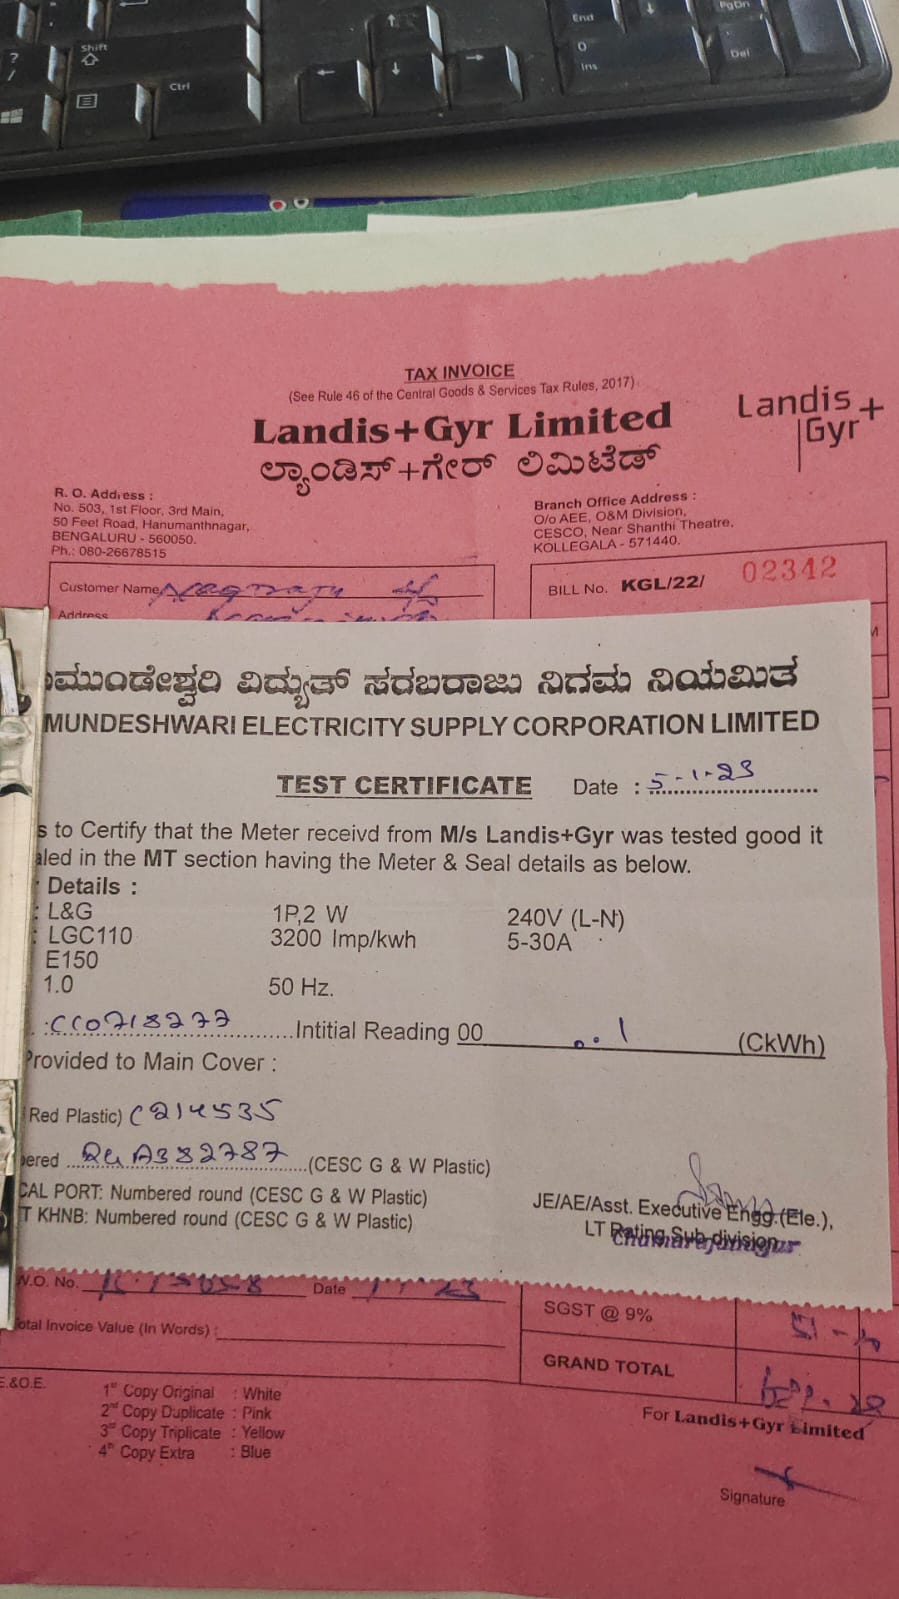 Shift
Ctrl
End
PgDn
0
Ins
Del
?
/
TAX INVOICE
(See Rule 46 of the Central Goods & Services Tax Rules, 2017)
Landis+Gyr Limited
ಲ್ಯಾಂಡಿಸ್+ಗೇರ್ ಲಿಮಿಟೆಡ್
Landis+
Gyr
R. O. Address :
No. 503, 1st Floor, 3rd Main,
50 Feet Road, Hanumanthnagar,
BENGALURU - 560050.
Ph.: 080-26678515
Branch Office Address :
O/o AEE, O&M Division,
CESCO, Near Shanthi Theatre,
KOLLEGALA - 571440.
Customer Name
Address
BILL No. KGL/22/ 02342
ಮುಂಡೇಶ್ವರಿ ವಿದ್ಯುತ್ ಸರಬರಾಜು ನಿಗಮ ನಿಯಮಿತ
MUNDESHWARI ELECTRICITY SUPPLY CORPORATION LIMITED
TEST CERTIFICATE Date : 5-1-23
s to Certify that the Meter receivd from M/s Landis+Gyr was tested good it
aled in the MT section having the Meter & Seal details as below.
Details :
: L&G 1P,2 W 240V (L-N)
: LGC110 3200 Imp/kwh 5-30A
E150
1.0 50 Hz.
: CC0718277 Intitial Reading 00 ..1 (CkWh)
Provided to Main Cover :
Red Plastic) C214535
bered A382787 (CESC G & W Plastic)
CAL PORT: Numbered round (CESC G & W Plastic)
T KHNB: Numbered round (CESC G & W Plastic)
JE/AE/Asst. Executive Engg.(Ele.),
LT Rating Sub-division
Chamarajanagar
W.O. No. Date
Total Invoice Value (In Words) :
SGST @ 9%
GRAND TOTAL
E.&O.E.
1st Copy Original : White
2nd Copy Duplicate : Pink
3rd Copy Triplicate : Yellow
4th Copy Extra : Blue
For Landis+Gyr Limited
Signature